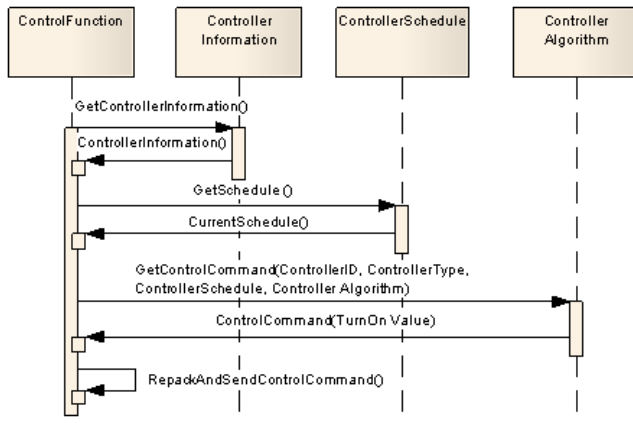 ControlFunction
Controller
Information
ControllerSchedule
Controller
Algorithm
GetControllerInformation()
ControllerInformation()
GetSchedule()
CurrentSchedule()
GetControlCommand(ControllerID, ControllerType,
ControllerSchedule, Controller Algorithm)
ControlCommand(TurnOn Value)
RepackAndSendControlCommand()